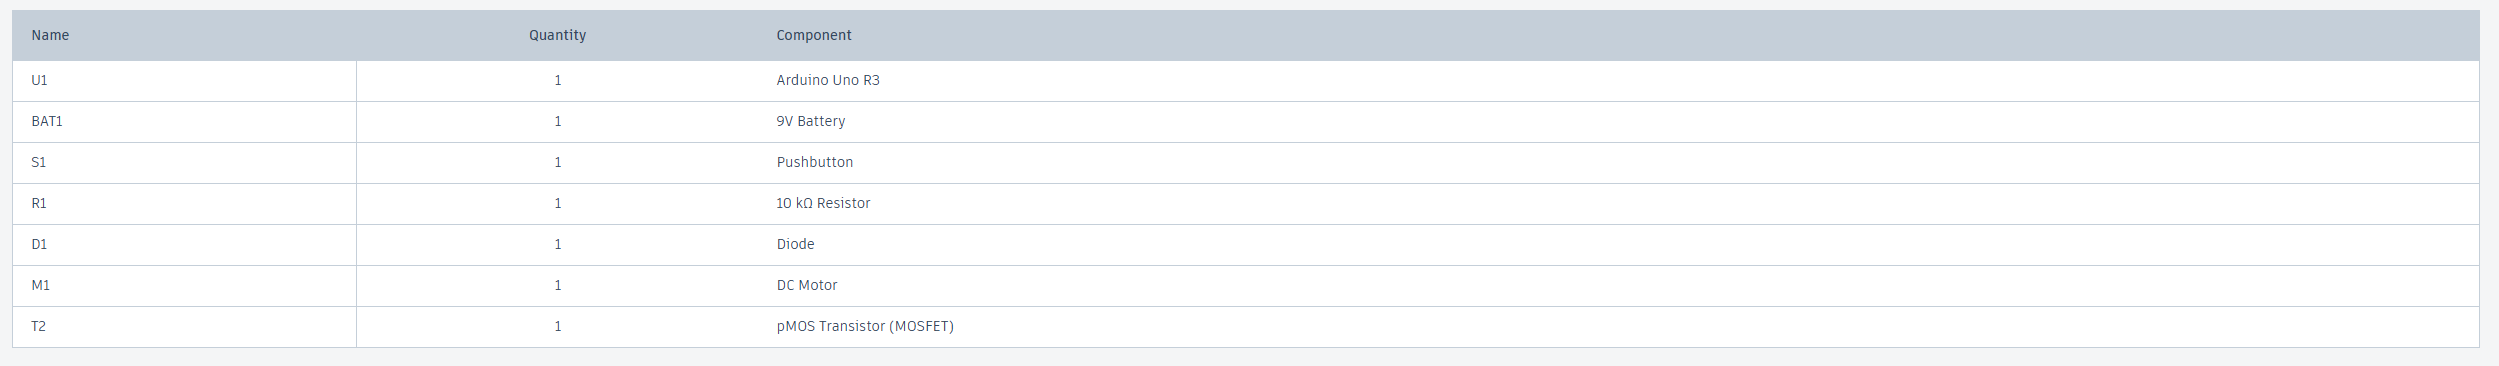 Name Quantity Component
U1 1 Arduino Uno R3
BAT1 1 9V Battery
S1 1 Pushbutton
R1 1 10 kΩ Resistor
D1 1 Diode
M1 1 DC Motor
T2 1 pMOS Transistor (MOSFET)